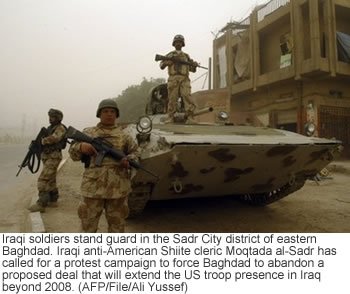 Iraqi soldiers stand guard in the Sadr City district of eastern
Baghdad. Iraqi anti-American Shiite cleric Moqtada al-Sadr has
called for a protest campaign to force Baghdad to abandon a
proposed deal that will extend the US troop presence in Iraq
beyond 2008. (AFP/File/Ali Yussef)